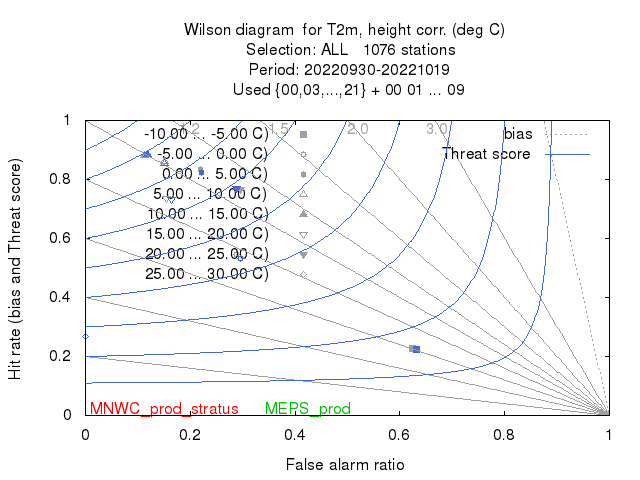 Wilson diagram for T2m, height corr. (deg C)
Selection: ALL 1076 stations
Period: 20220930-20221019
Used {00,03,...,21} + 00 01 ... 09
Hit rate (bias and Threat score)
1
0.8
0.6
0.4
0.2
0
1.2 1.5 2.0 3.0
-10.00 ... -5.00 C)
-5.00 ... 0.00 C)
0.00 ... 5.00 C)
5.00 ... 10.00 C)
10.00 ... 15.00 C)
15.00 ... 20.00 C)
20.00 ... 25.00 C)
25.00 ... 30.00 C)
bias
Threat score
MNWC_prod_stratus MEPS_prod
0 0.2 0.4 0.6 0.8 1
False alarm ratio